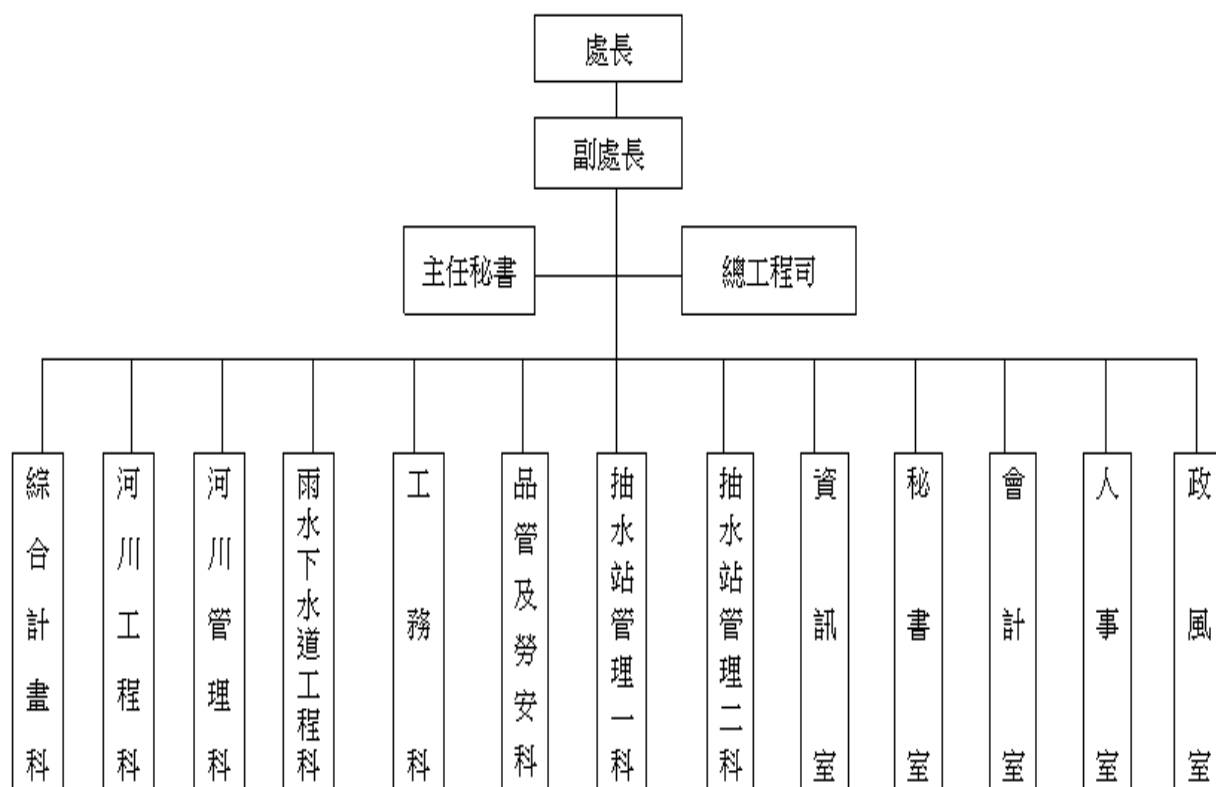 處長
副處長
主任秘書
總工程司
綜合計畫科
河川工程科
河川管理科
雨水下水道工程科
工務科
品管及勞安科
抽水站管理一科
抽水站管理二科
資訊室
秘書室
會計室
人事室
政風室